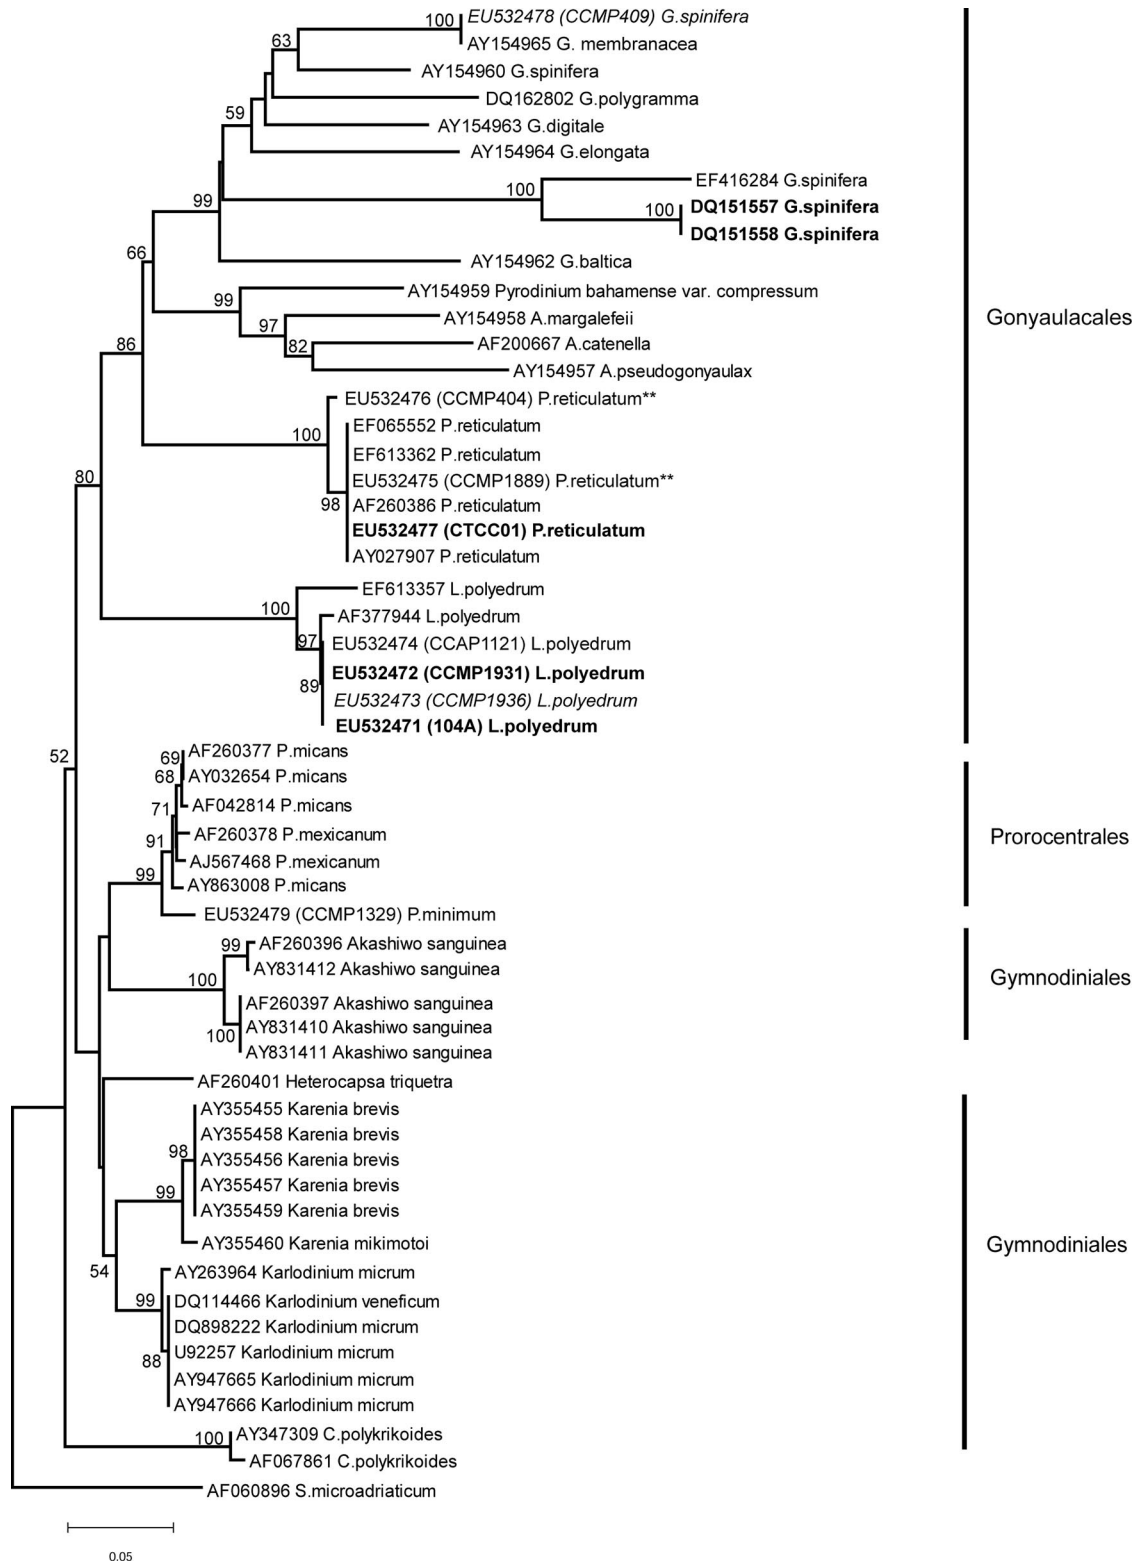 EU532478 (CCMP409) G.spinifera
100
AY154965 G. membranacea
63
AY154960 G.spinifera
DQ162802 G.polygramma
59
AY154963 G.digitale
AY154964 G.elongata
EF416284 G.spinifera
100
DQ151557 G.spinifera
100
DQ151558 G.spinifera
99
AY154962 G.baltica
66
AY154959 Pyrodinium bahamense var. compressum
99
AY154958 A.margalefeii
97
AF200667 A.catenella
82
AY154957 A.pseudogonyaulax
86
EU532476 (CCMP404) P.reticulatum**
100
EF065552 P.reticulatum
EF613362 P.reticulatum
EU532475 (CCMP1889) P.reticulatum**
98
AF260386 P.reticulatum
EU532477 (CTCC01) P.reticulatum
AY027907 P.reticulatum
80
EF613357 L.polyedrum
100
AF377944 L.polyedrum
97
EU532474 (CCAP1121) L.polyedrum
EU532472 (CCMP1931) L.polyedrum
89
EU532473 (CCMP1936) L.polyedrum
EU532471 (104A) L.polyedrum
Gonyaulacales
52
AF260377 P.micans
69
AY032654 P.micans
68
AF042814 P.micans
71
AF260378 P.mexicanum
91
AJ567468 P.mexicanum
99
AY863008 P.micans
EU532479 (CCMP1329) P.minimum
Prorocentrales
AF260396 Akashiwo sanguinea
99
AY831412 Akashiwo sanguinea
100
AF260397 Akashiwo sanguinea
AY831410 Akashiwo sanguinea
100
AY831411 Akashiwo sanguinea
Gymnodiniales
AF260401 Heterocapsa triquetra
AY355455 Karenia brevis
AY355458 Karenia brevis
98
AY355456 Karenia brevis
AY355457 Karenia brevis
99
AY355459 Karenia brevis
AY355460 Karenia mikimotoi
54
AY263964 Karlodinium micrum
99
DQ114466 Karlodinium veneficum
DQ898222 Karlodinium micrum
U92257 Karlodinium micrum
88
AY947665 Karlodinium micrum
AY947666 Karlodinium micrum
AY347309 C.polykrikoides
100
AF067861 C.polykrikoides
Gymnodiniales
AF060896 S.microadriaticum
0.05